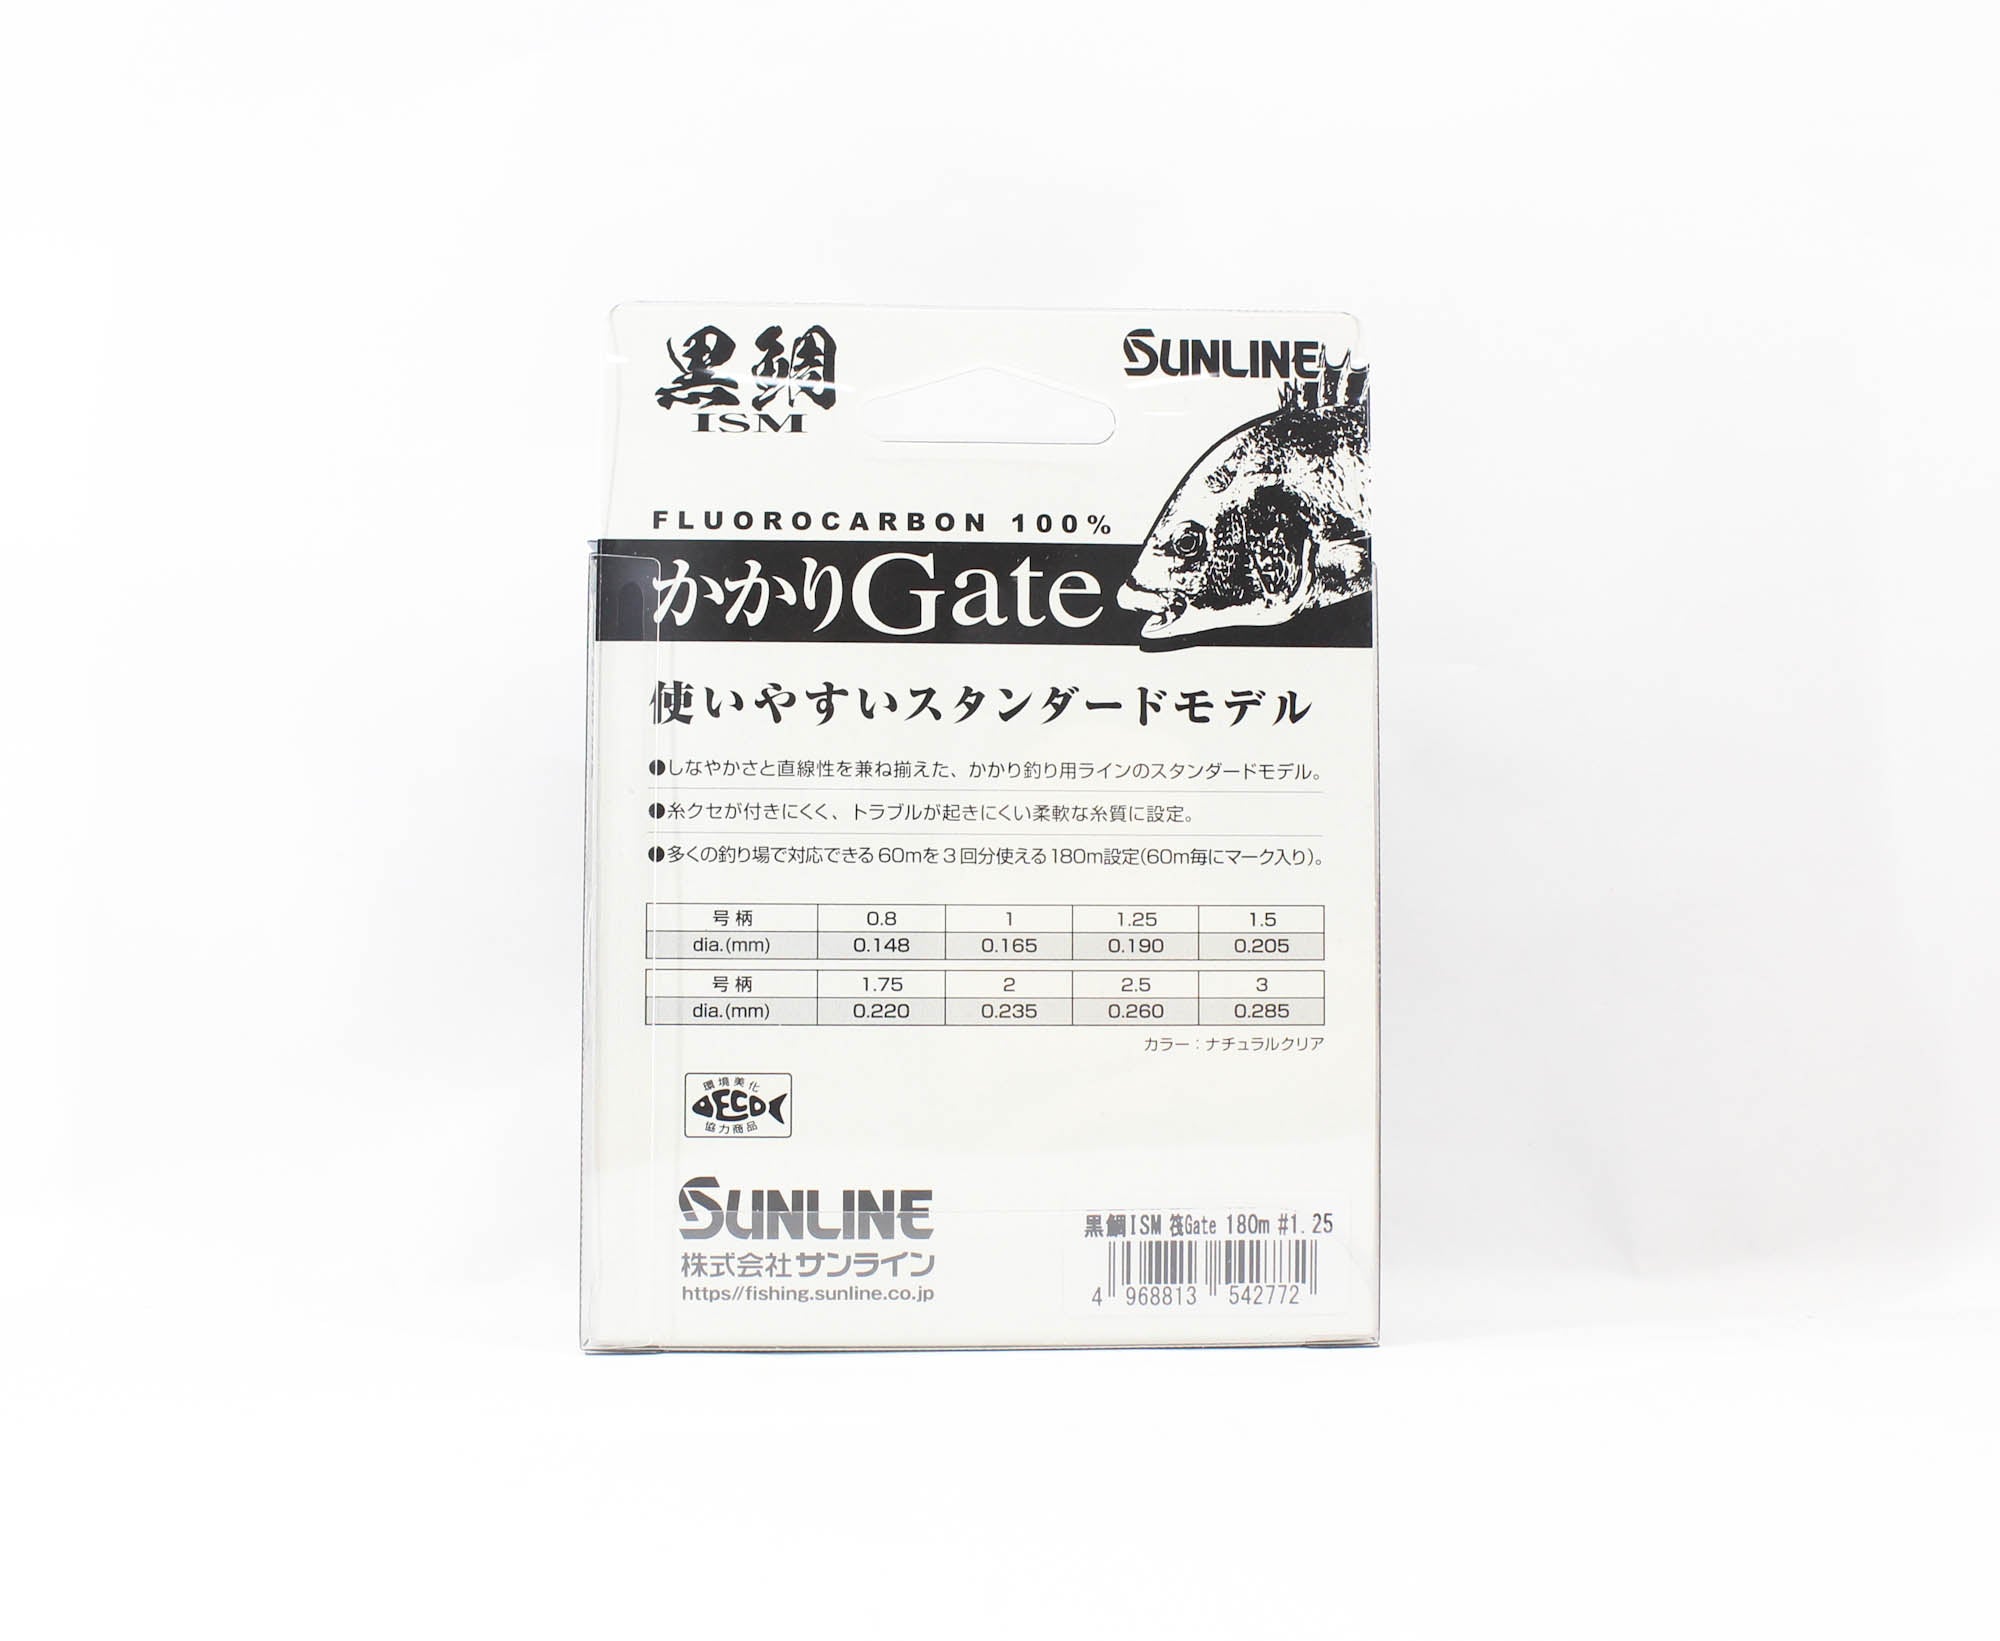 黒鯛
ISM
SUNLINE
FLUOROCARBON 100%
かかりGate
使いやすいスタンダードモデル
●しなやかさと直線性を兼ね揃えた、かかり釣り用ラインのスタンダードモデル。
●糸クセが付きにくく、トラブルが起きにくい柔軟な糸質に設定。
●多くの釣り場で対応できる60mを3回分使える180m設定(60m毎にマーク入り)。
号柄 0.8 1 1.25 1.5
dia.(mm) 0.148 0.165 0.190 0.205
号柄 1.75 2 2.5 3
dia.(mm) 0.220 0.235 0.260 0.285
カラー:ナチュラルクリア
環境美化
ECO
協力商品
SUNLINE
株式会社サンライン
https//fishing.sunline.co.jp
黒鯛ISM 筏Gate 180m #1.25
4 968813 542772